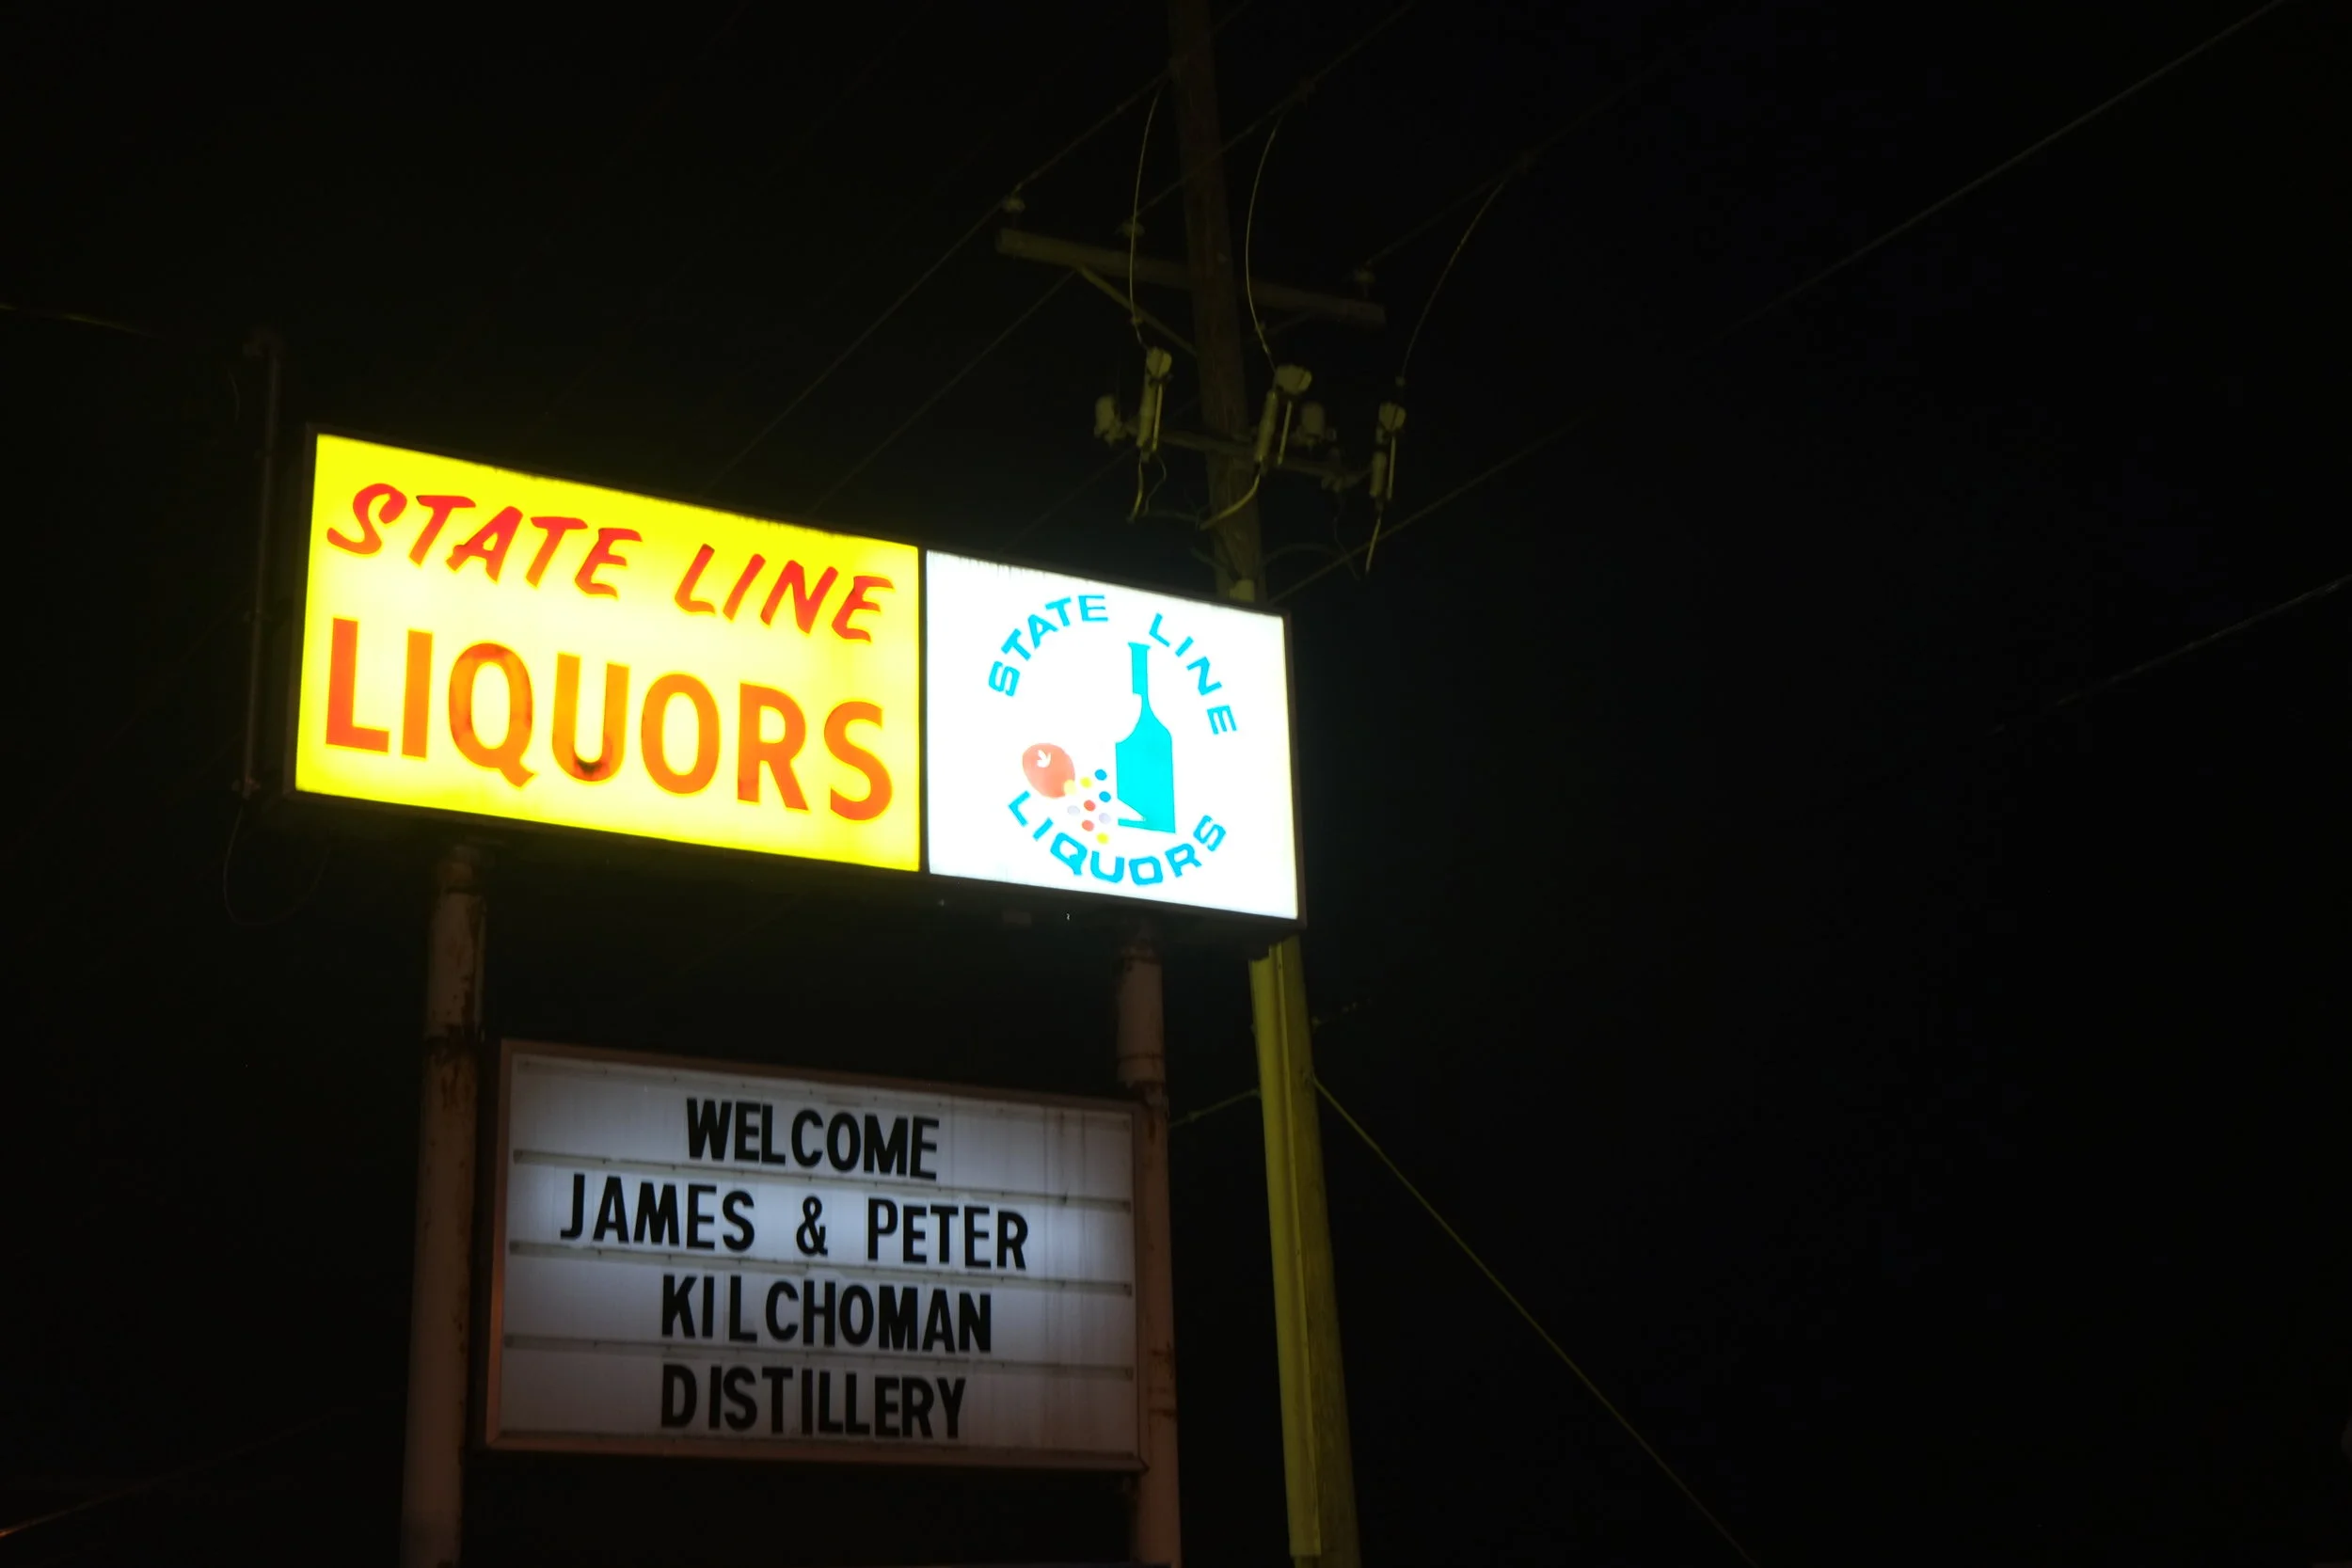 STATE LINE
LIQUORS
STATE LINE
LIQUORS
WELCOME
JAMES & PETER
KILCHOMAN
DISTILLERY